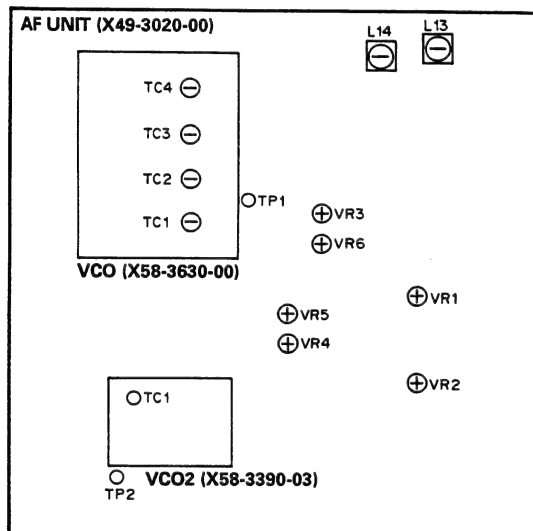 AF UNIT (X49-3020-00)
L14
L13
TC4
TC3
TC2
TC1
TP1
VR3
VR6
VCO (X58-3630-00)
VR1
VR5
VR4
VR2
TC1
VCO2 (X58-3390-03)
TP2